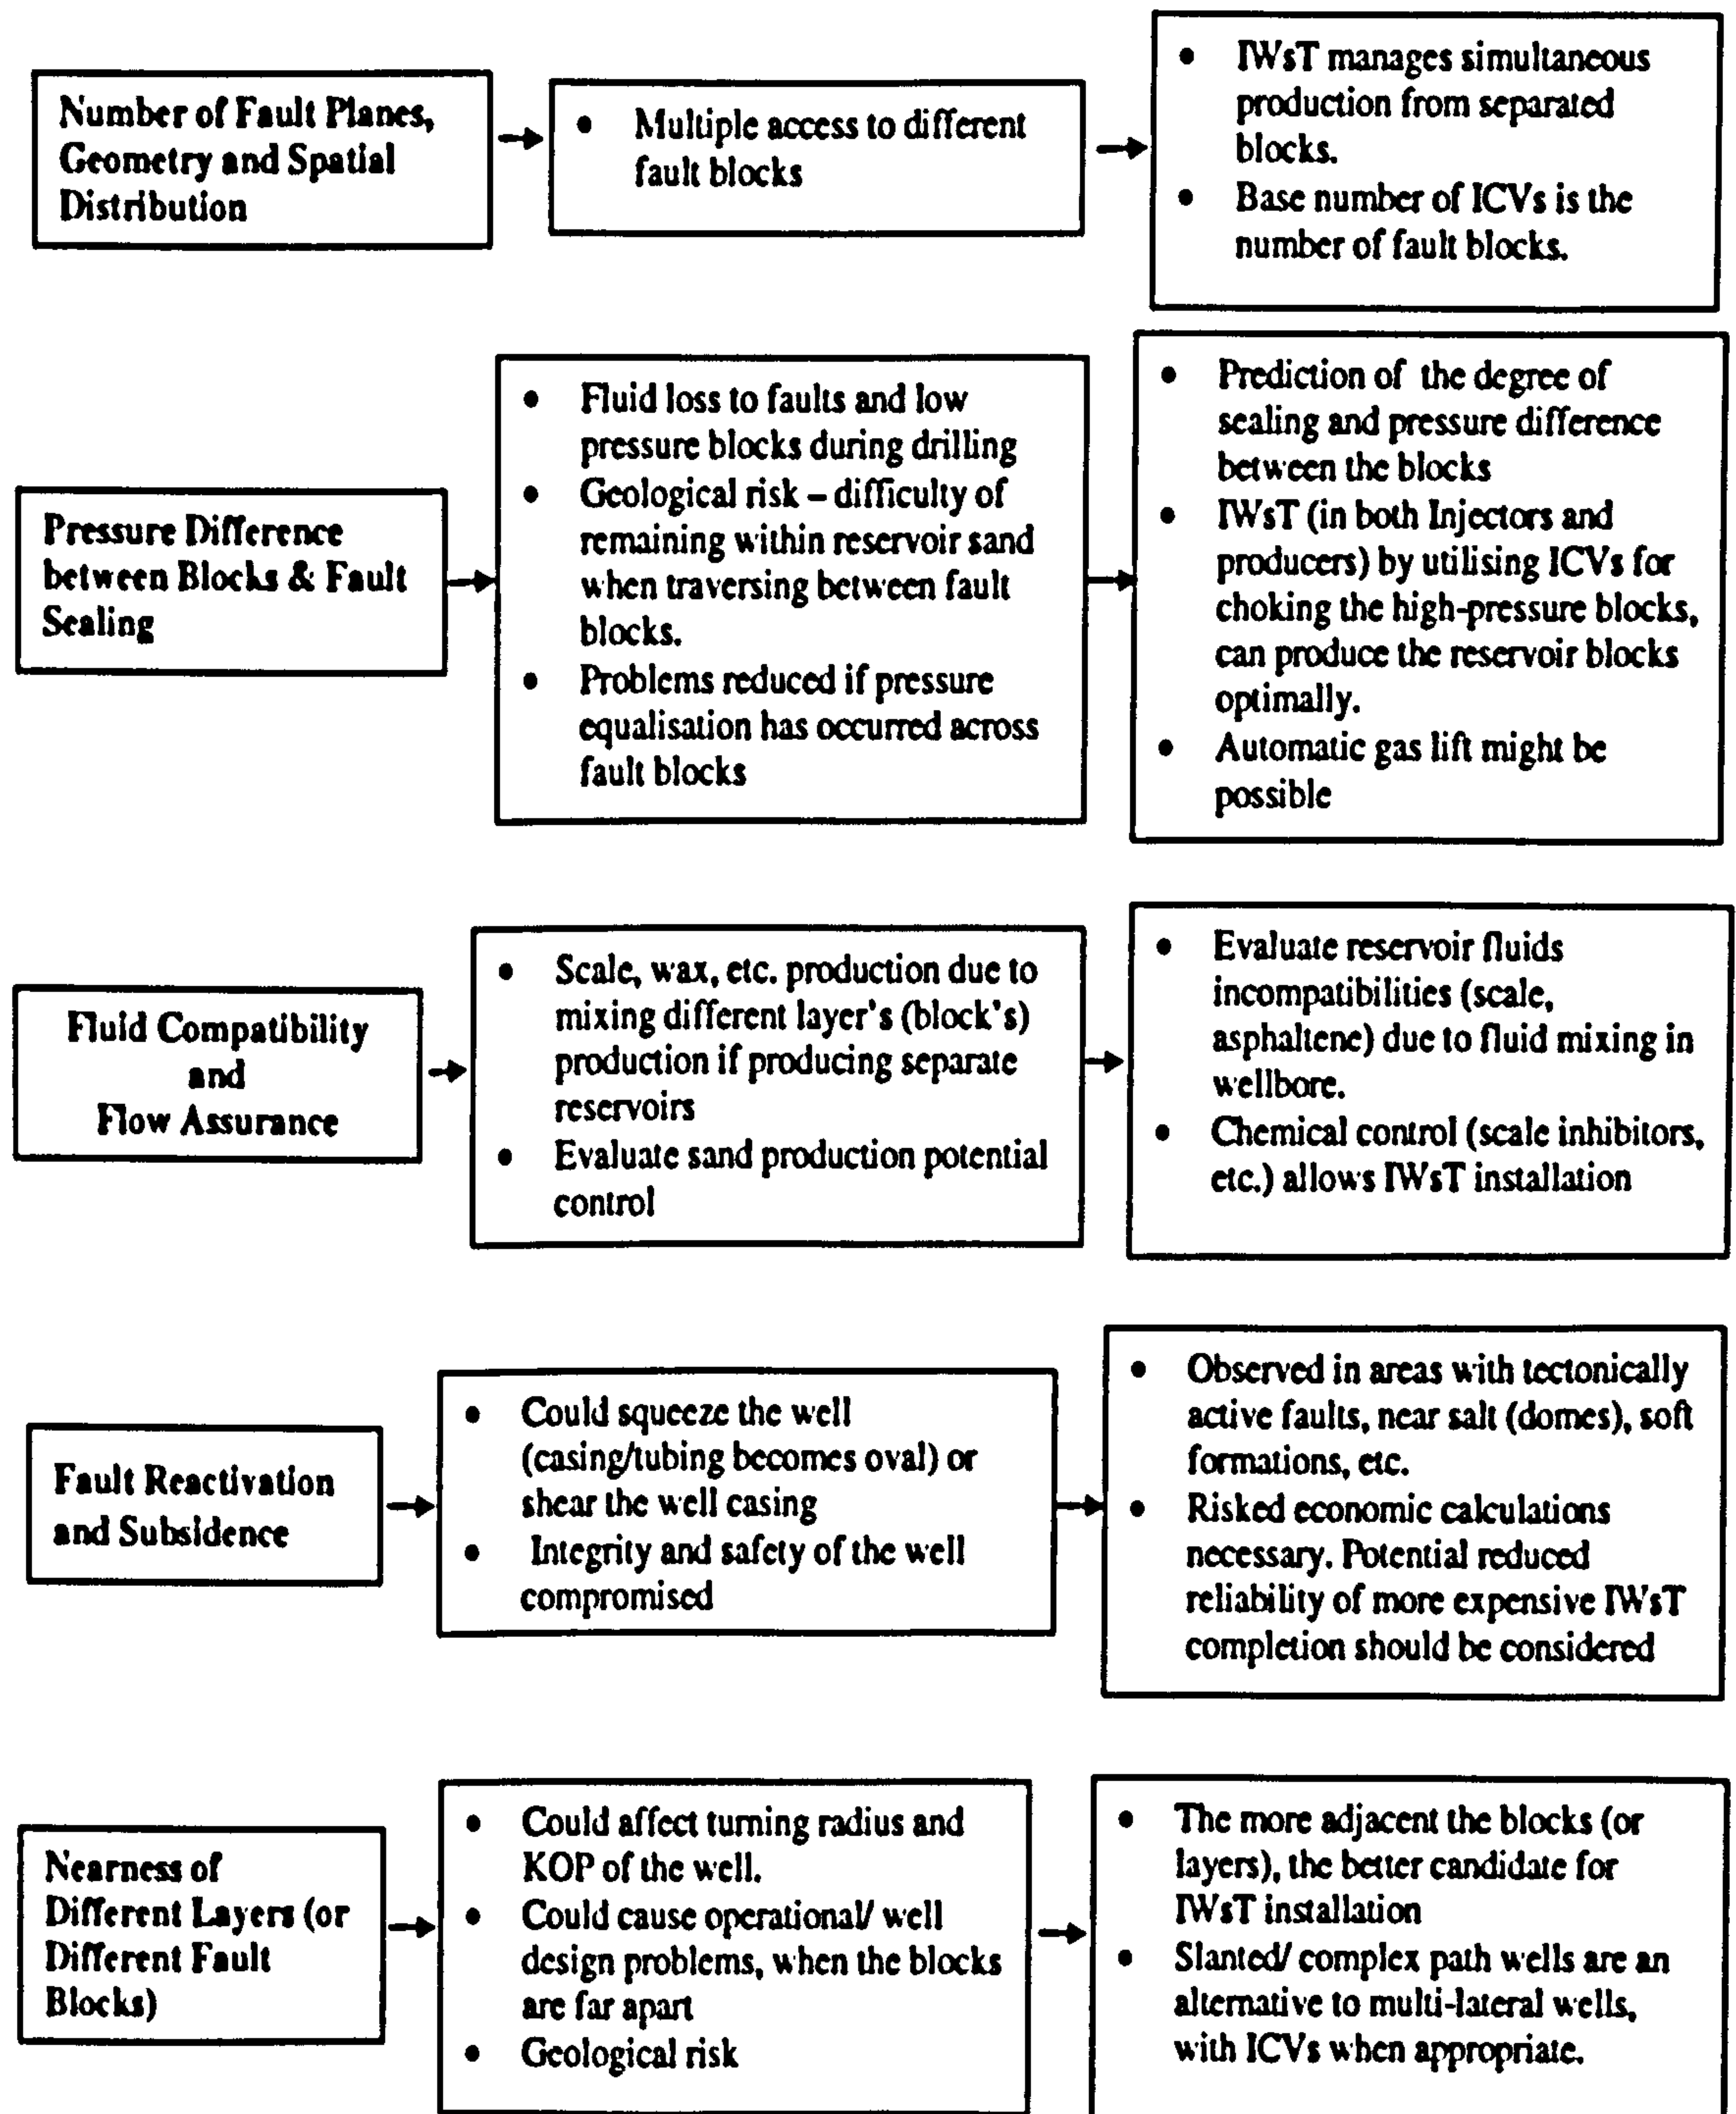 Number of Fault Planes,
Geometry and Spatial
Distribution
• Multiple access to different
fault blocks
• IWsT manages simultaneous
production from separated
blocks.
• Base number of ICVs is the
number of fault blocks.
Pressure Difference
between Blocks & Fault
Sealing
• Fluid loss to faults and low
pressure blocks during drilling
• Geological risk – difficulty of
remaining within reservoir sand
when traversing between fault
blocks.
• Problems reduced if pressure
equalisation has occurred across
fault blocks
• Prediction of the degree of
sealing and pressure difference
between the blocks
• IWsT (in both Injectors and
producers) by utilising ICVs for
choking the high-pressure blocks,
can produce the reservoir blocks
optimally.
• Automatic gas lift might be
possible
Fluid Compatibility
and
Flow Assurance
• Scale, wax, etc. production due to
mixing different layer's (block's)
production if producing separate
reservoirs
• Evaluate sand production potential
control
• Evaluate reservoir fluids
incompatibilities (scale,
asphaltene) due to fluid mixing in
wellbore.
• Chemical control (scale inhibitors,
etc.) allows IWsT installation
Fault Reactivation
and Subsidence
• Could squeeze the well
(casing/tubing becomes oval) or
shear the well casing
• Integrity and safety of the well
compromised
• Observed in areas with tectonically
active faults, near salt (domes), soft
formations, etc.
• Risked economic calculations
necessary. Potential reduced
reliability of more expensive IWsT
completion should be considered
Nearness of
Different Layers (or
Different Fault
Blocks)
• Could affect turning radius and
KOP of the well.
• Could cause operational/ well
design problems, when the blocks
are far apart
• Geological risk
• The more adjacent the blocks (or
layers), the better candidate for
IWsT installation
• Slanted/ complex path wells are an
alternative to multi-lateral wells,
with ICVs when appropriate.